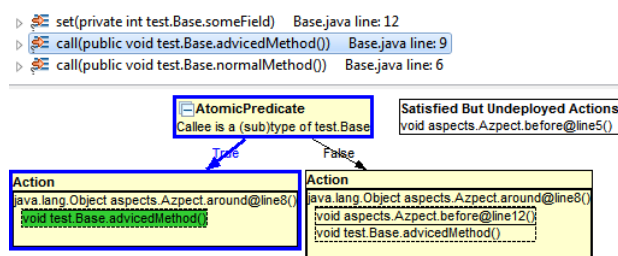 set(private int test.Base.someField) Base.java line: 12
call(public void test.Base.advicedMethod()) Base.java line: 9
call(public void test.Base.normalMethod()) Base.java line: 6
AtomicPredicate
Callee is a (sub)type of test.Base
Satisfied But Undeployed Actions
void aspects.Azpect.before@line5()
True
False
Action
java.lang.Object aspects.Azpect.around@line8()
void test.Base.advicedMethod()
Action
java.lang.Object aspects.Azpect.around@line8()
void aspects.Azpect.before@line12()
void test.Base.advicedMethod()